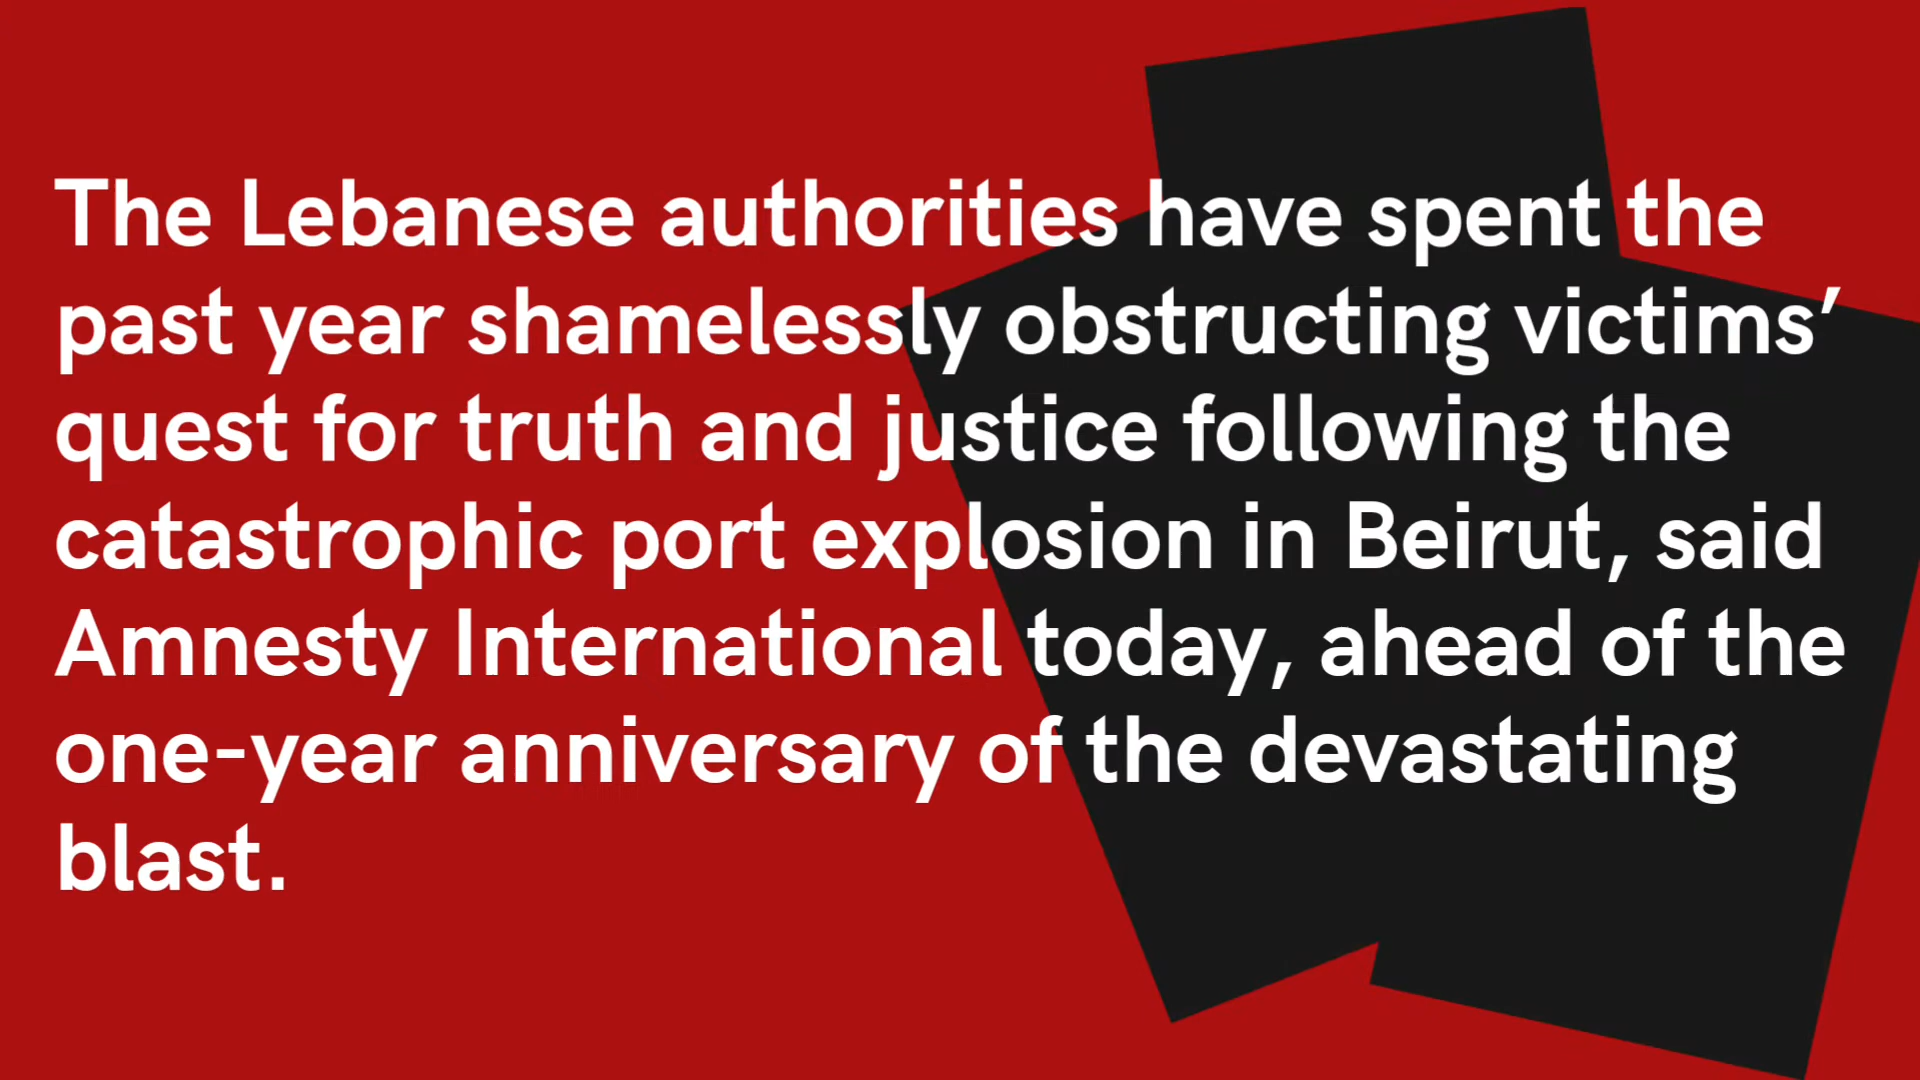 The Lebanese authorities have spent the
past year shamelessly obstructing victims’
quest for truth and justice following the
catastrophic port explosion in Beirut, said
Amnesty International today, ahead of the
one-year anniversary of the devastating
blast.